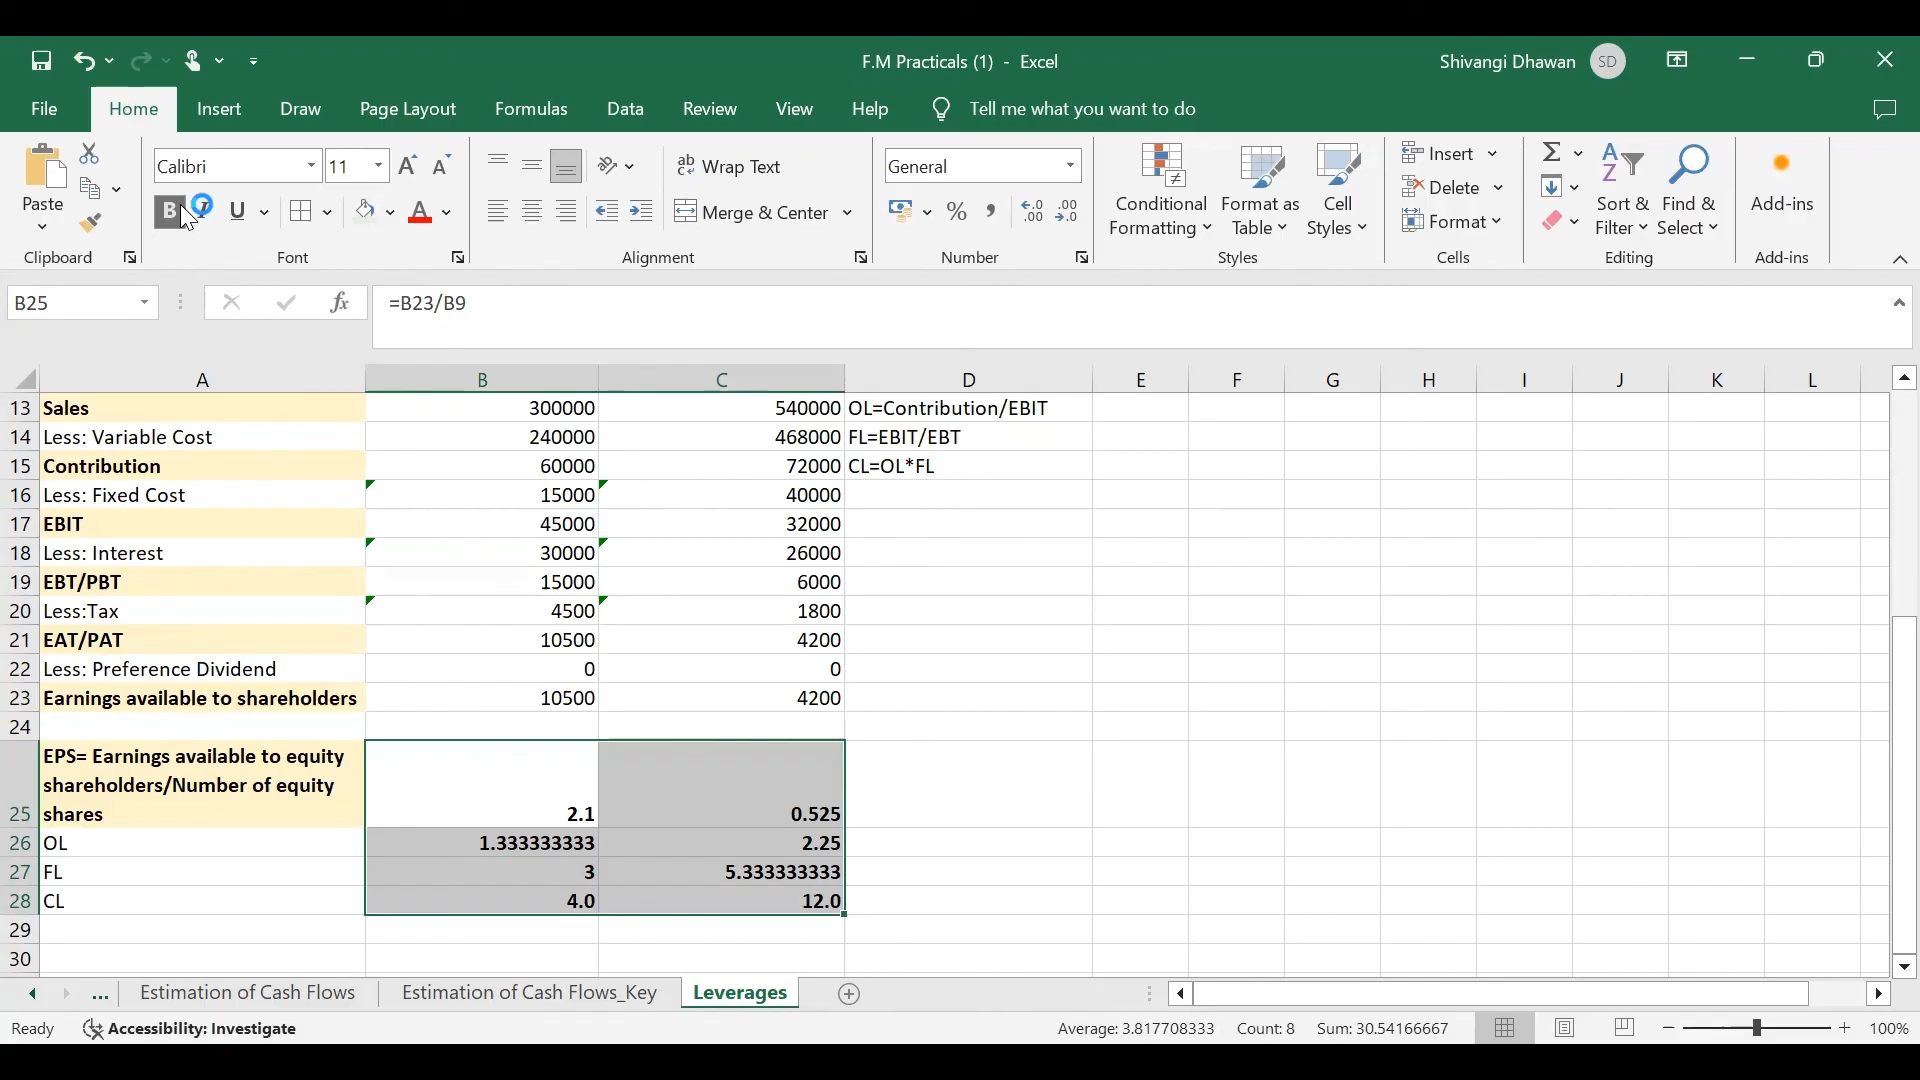 F.M Practicals (1) - Excel
Shivangi Dhawan SD
File Home Insert Draw Page Layout Formulas Data Review View Help Tell me what you want to do
Paste
Clipboard
Calibri 11
B I U A
Font
Wrap Text
Merge & Center
Alignment
General
% , .00
Number
Conditional Formatting
Format as Table
Cell Styles
Styles
Insert
Delete
Format
Cells
Sort & Filter
Find & Select
Editing
Add-ins
Add-ins
B25 fx =B23/B9
A B C D E F G H I J K L
13 Sales 300000 540000 OL=Contribution/EBIT
14 Less: Variable Cost 240000 468000 FL=EBIT/EBT
15 Contribution 60000 72000 CL=OL*FL
16 Less: Fixed Cost 15000 40000
17 EBIT 45000 32000
18 Less: Interest 30000 26000
19 EBT/PBT 15000 6000
20 Less:Tax 4500 1800
21 EAT/PAT 10500 4200
22 Less: Preference Dividend 0 0
23 Earnings available to shareholders 10500 4200
24
EPS= Earnings available to equity
shareholders/Number of equity
25 shares 2.1 0.525
26 OL 1.333333333 2.25
27 FL 3 5.333333333
28 CL 4.0 12.0
29
30
... Estimation of Cash Flows Estimation of Cash Flows_Key Leverages
Ready Accessibility: Investigate Average: 3.817708333 Count: 8 Sum: 30.54166667 100%